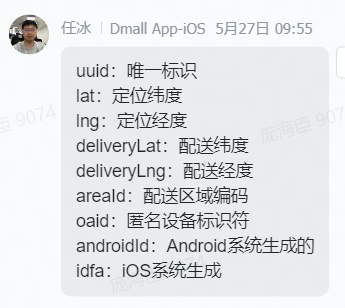 任冰 | Dmall App-iOS 5月27日 09:55
uuid：唯一标识
lat：定位纬度
lng：定位经度
deliveryLat：配送纬度
deliveryLng：配送经度
areaId：配送区域编码
oaid：匿名设备标识符
androidId：Android系统生成的
idfa：iOS系统生成
庞海臣 9074
庞海臣 9074
庞海臣 9074